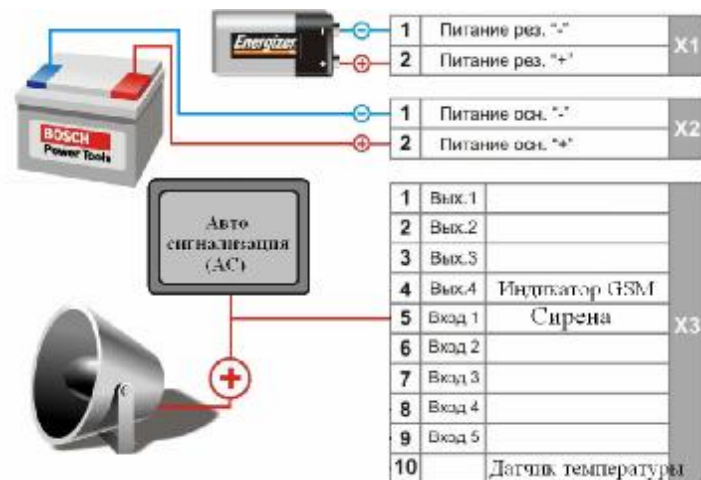 Energizer
1 Питание рез. "-"
2 Питание рез. "+"
X1
BOSCH
Power Tools
1 Питание осн. "-"
2 Питание осн. "+"
X2
Авто
сигнализация
(АС)
1 Вых.1
2 Вых.2
3 Вых.3
4 Вых.4 Индикатор GSM
5 Вход 1 Сирена
6 Вход 2
7 Вход 3
8 Вход 4
9 Вход 5
10 Датчик температуры
X3